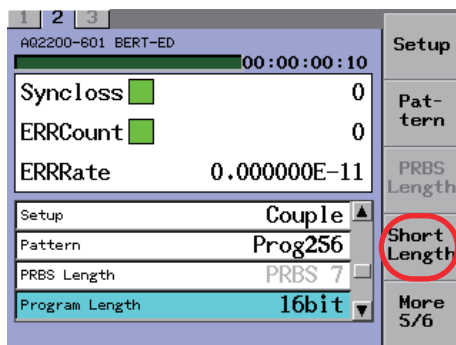 1 2 3
AQ2200-601 BERT-ED
00:00:00:10
Syncloss 0
ERRCount 0
ERRRate 0.000000E-11
Setup Couple
Pattern Prog256
PRBS Length PRBS 7
Program Length 16bit
Setup
Pat-
tern
PRBS
Length
Short
Length
More
5/6